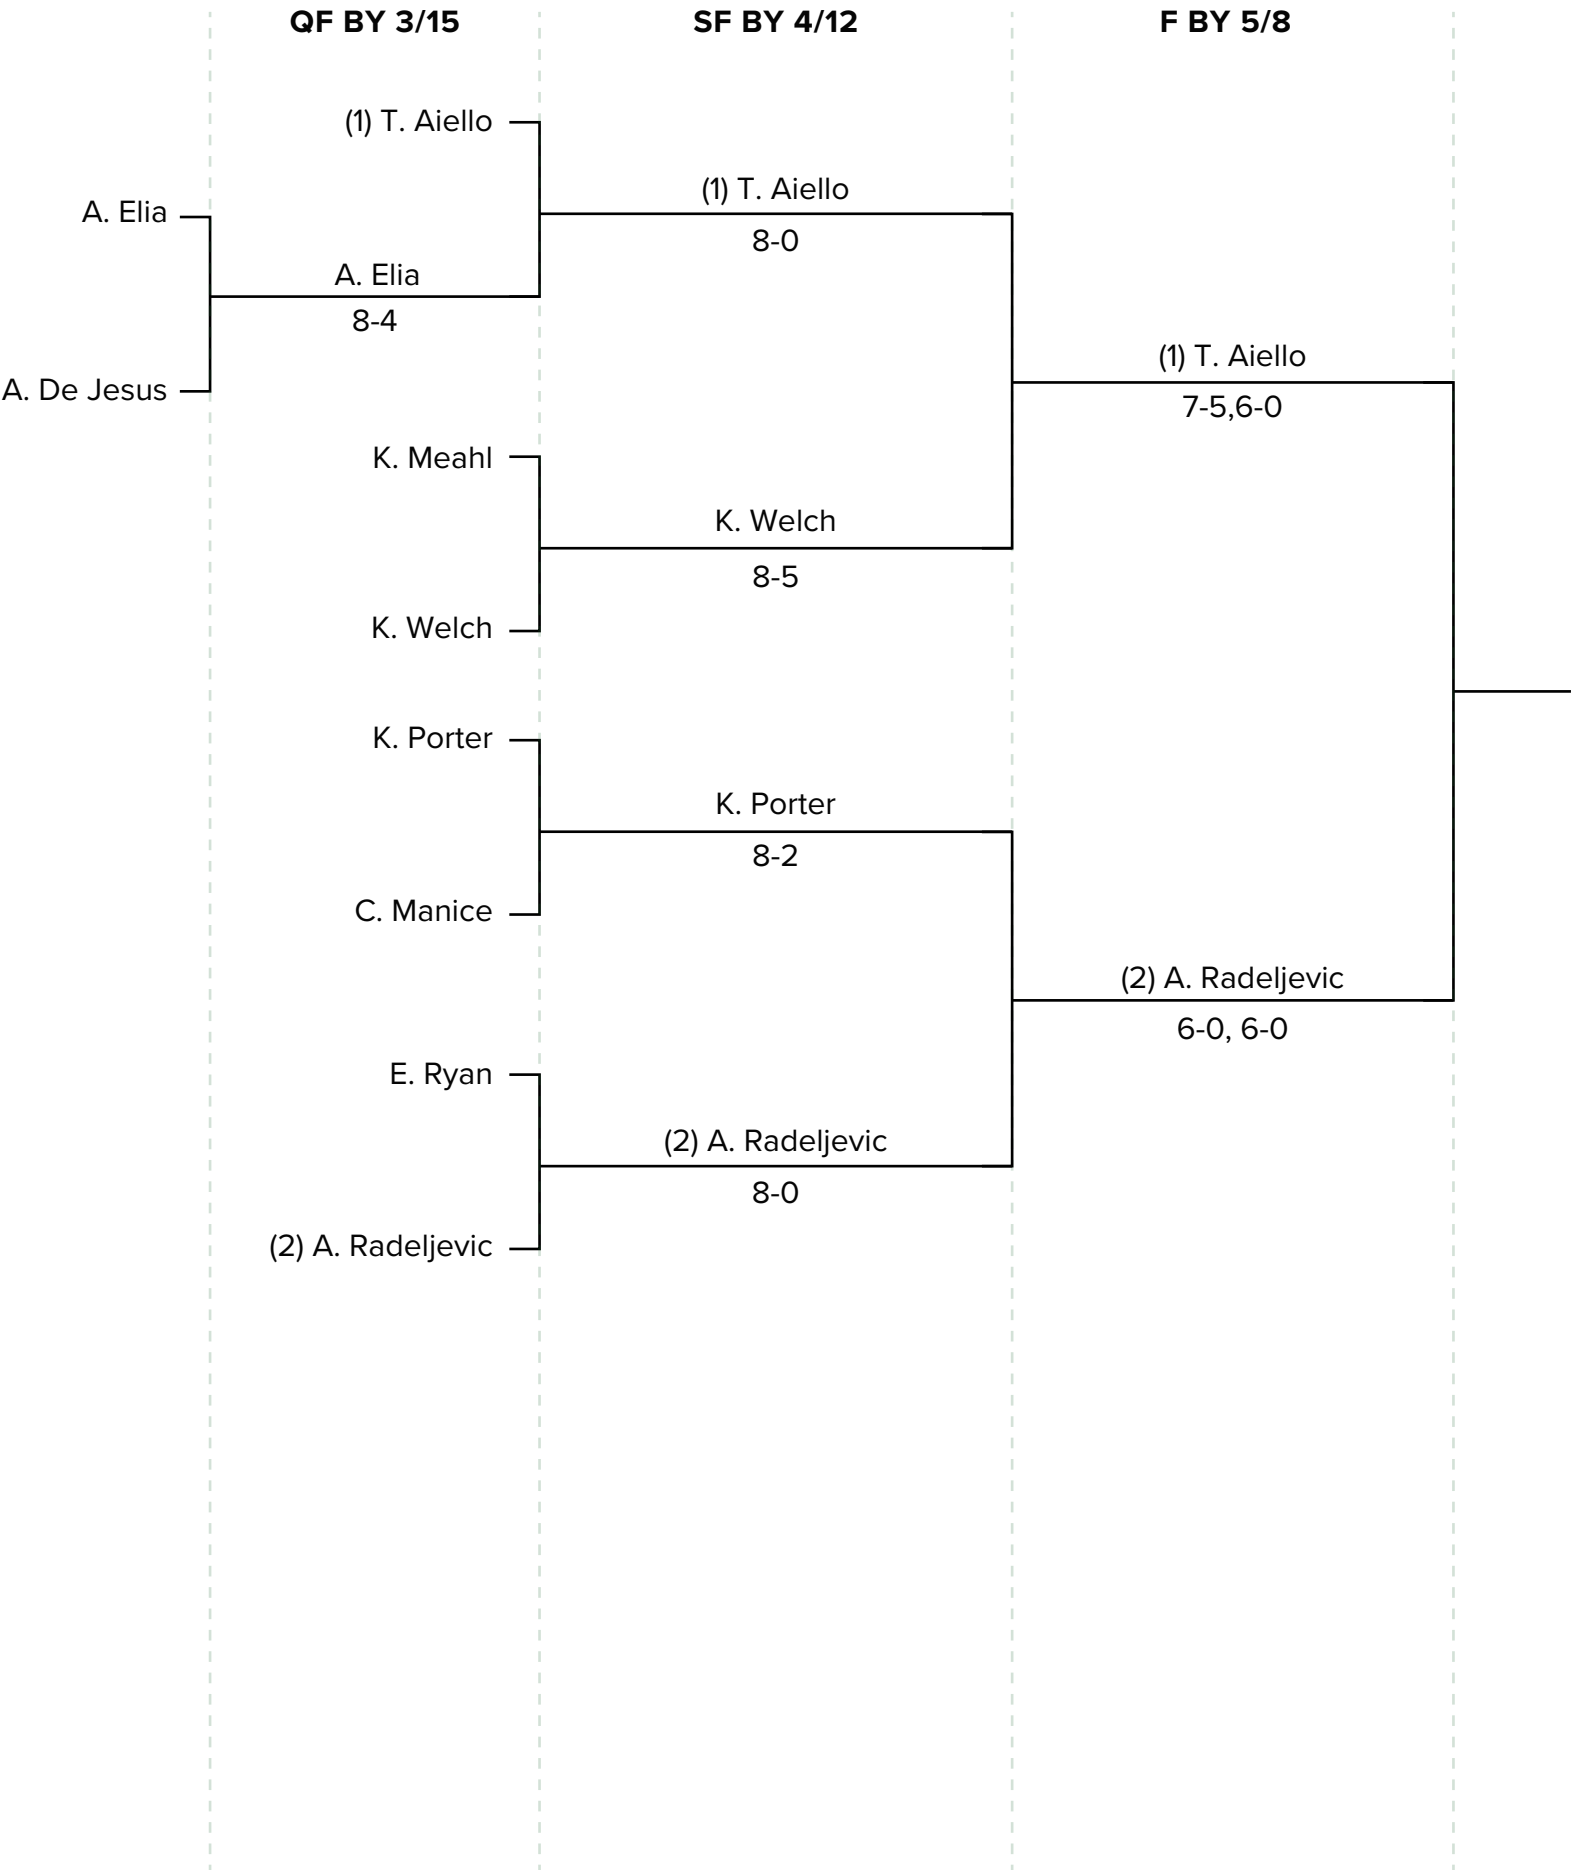 QF BY 3/15
SF BY 4/12
F BY 5/8
(1) T. Aiello
(1) T. Aiello
8-0
A. Elia
A. Elia
8-4
(1) T. Aiello
7-5,6-0
A. De Jesus
K. Meahl
K. Welch
8-5
K. Welch
K. Porter
K. Porter
8-2
C. Manice
(2) A. Radeljevic
6-0, 6-0
E. Ryan
(2) A. Radeljevic
8-0
(2) A. Radeljevic